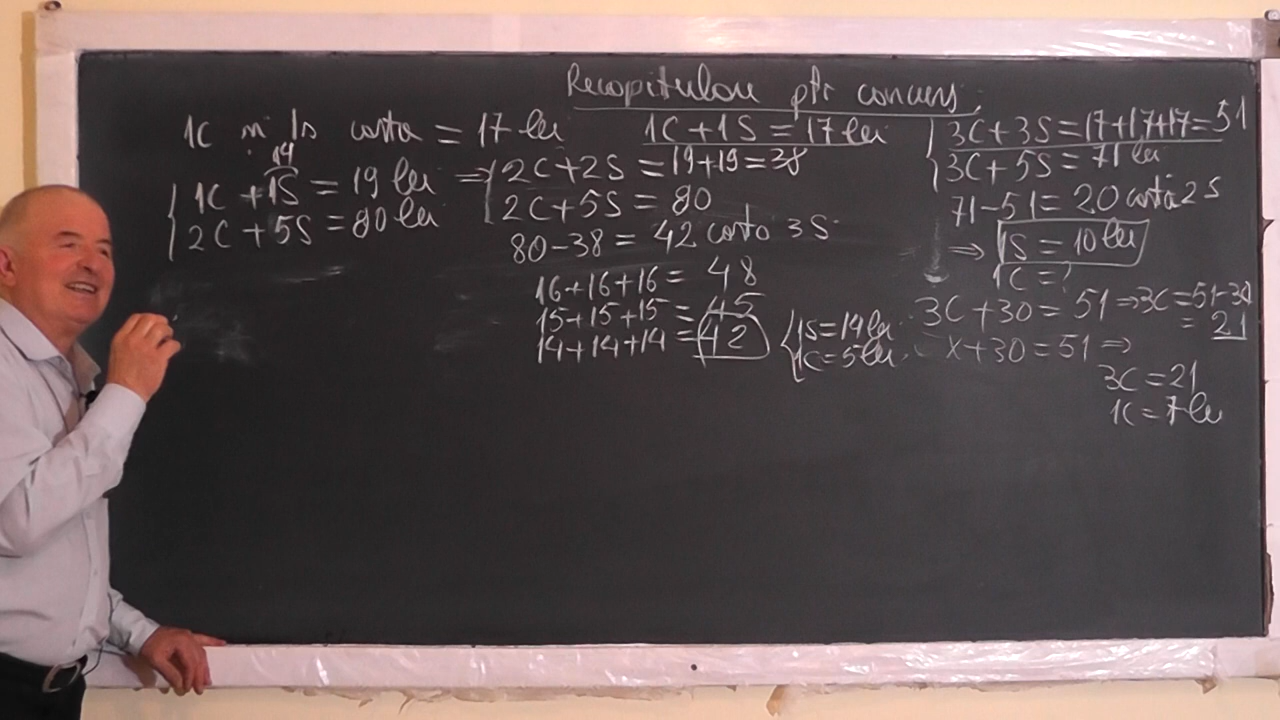 Recapitulare ptr concurs.
1C și 1s costa = 17 lei
14
1C + 1S = 19 lei
2C + 5S = 80 lei
1C + 1S = 17 lei
=> 2C + 2S = 19+19=38
2C + 5S = 80
80-38 = 42 costa 3S
16+16+16 = 48
15+15+15 = 45
14+14+14 = 42
1S = 14 lei
1C = 5 lei
3C + 3S = 17+17+17 = 51
3C + 5S = 71 lei
71-51 = 20 costă 2S
=> 1S = 10 lei
1C = ?
3C + 30 = 51 => 3C = 51-30
= 21
x + 30 = 51 =>
3C = 21
1C = 7 lei